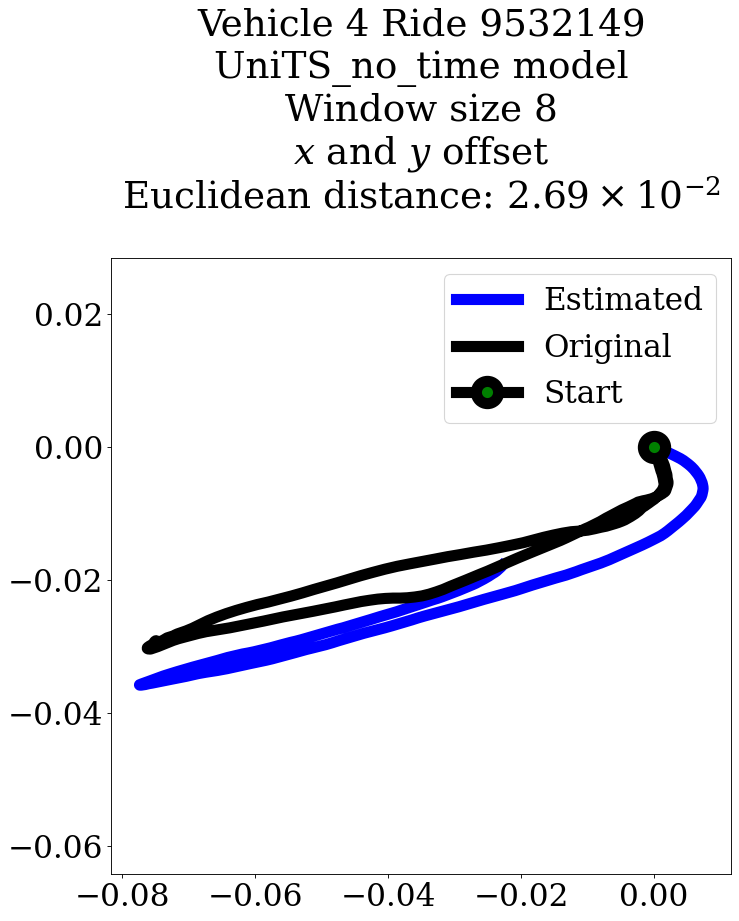 Vehicle 4 Ride 9532149
UniTS_no_time model
Window size 8
x and y offset
Euclidean distance: 2.69 × 10⁻²
Estimated
Original
Start
0.02
0.00
−0.02
−0.04
−0.06
−0.08 −0.06 −0.04 −0.02 0.00